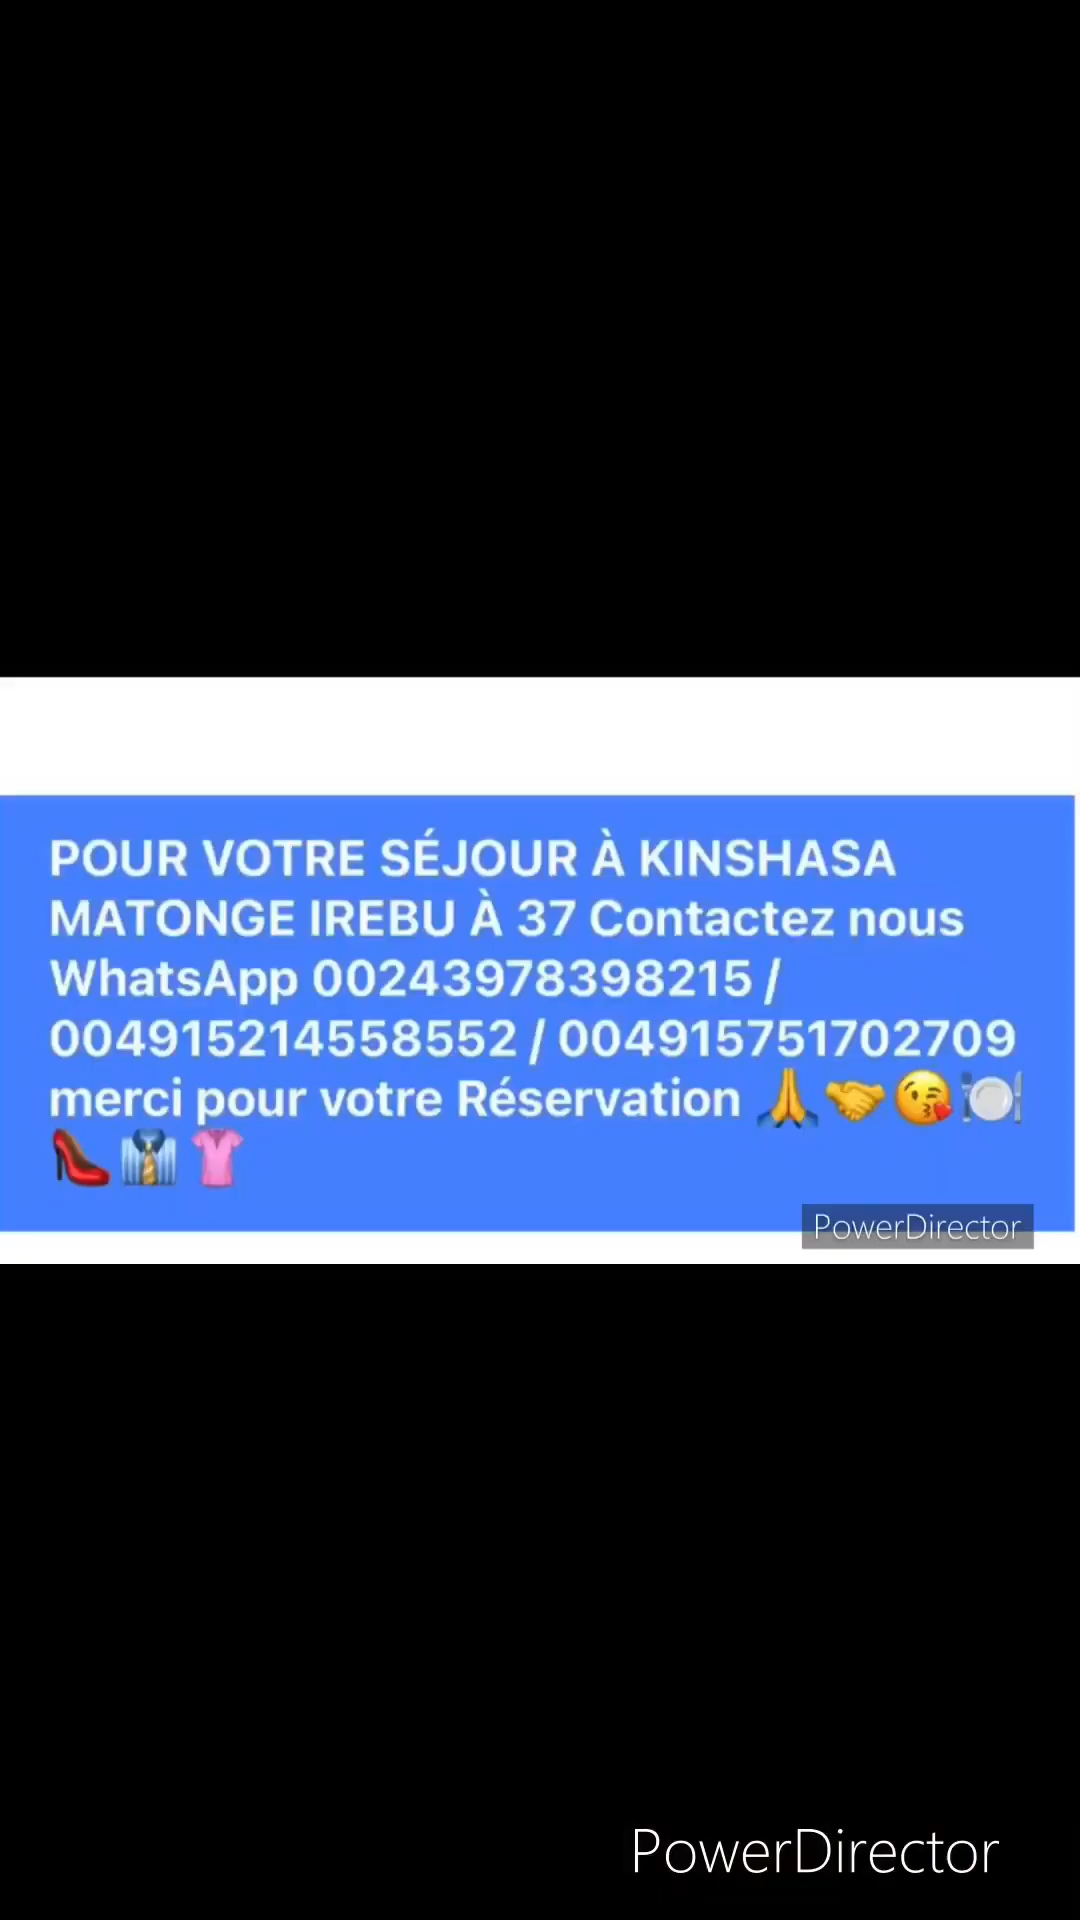 POUR VOTRE SÉJOUR À KINSHASA
MATONGE IREBU À 37 Contactez nous
WhatsApp 00243978398215 /
004915214558552 / 004915751702709
merci pour votre Réservation 🙏🤝😘🍽️
👠👔👚
PowerDirector
PowerDirector